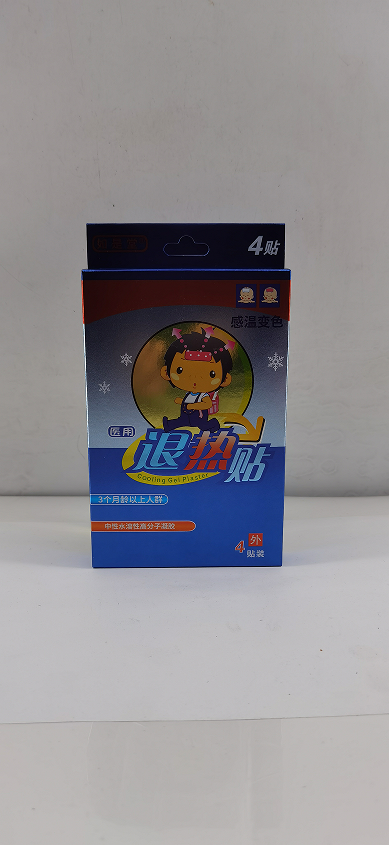 4贴
感温变色
医用
退热贴
Cooling Gel Plaster
3个月龄以上人群
中性水溶性高分子凝胶
外
4贴装